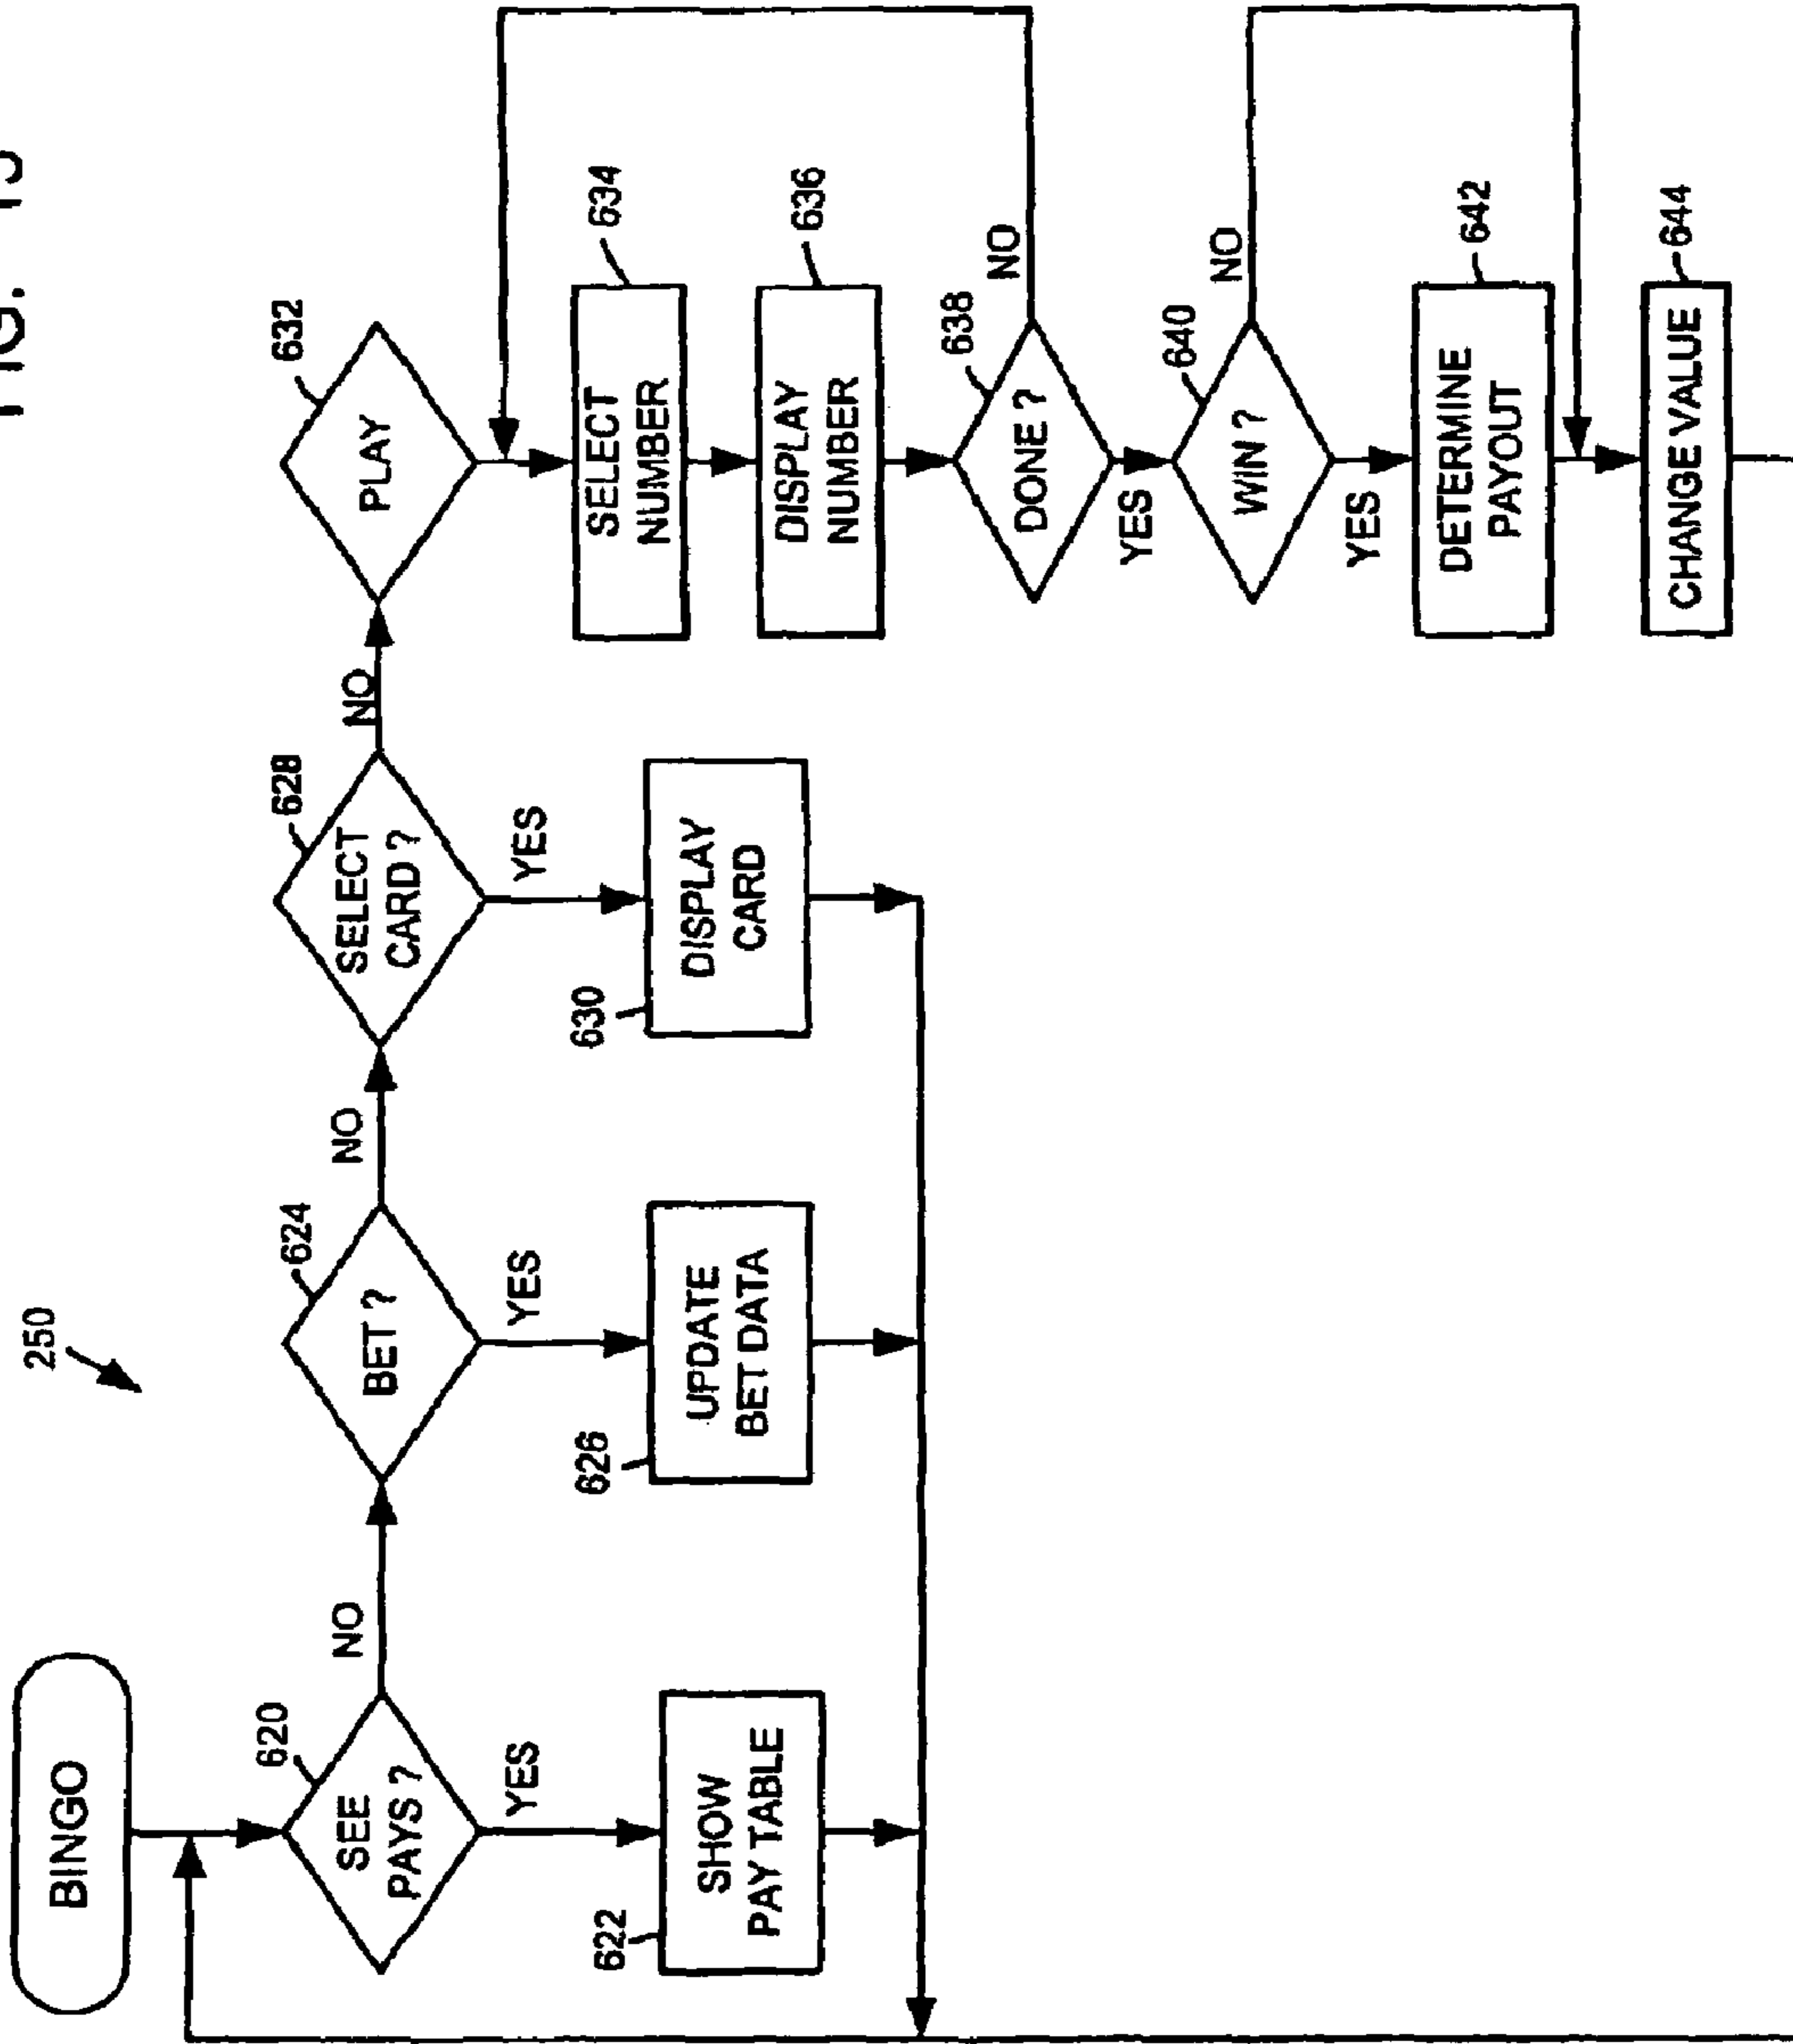 250
BINGO
620
SEE
PAYS ?
NO
YES
622
SHOW
PAY TABLE
624
BET ?
NO
YES
626
UPDATE
BET DATA
628
SELECT
CARD ?
NO
YES
630
DISPLAY
CARD
632
PLAY
634
SELECT
NUMBER
636
DISPLAY
NUMBER
638
DONE ?
NO
YES
640
WIN ?
NO
YES
642
DETERMINE
PAYOUT
644
CHANGE VALUE